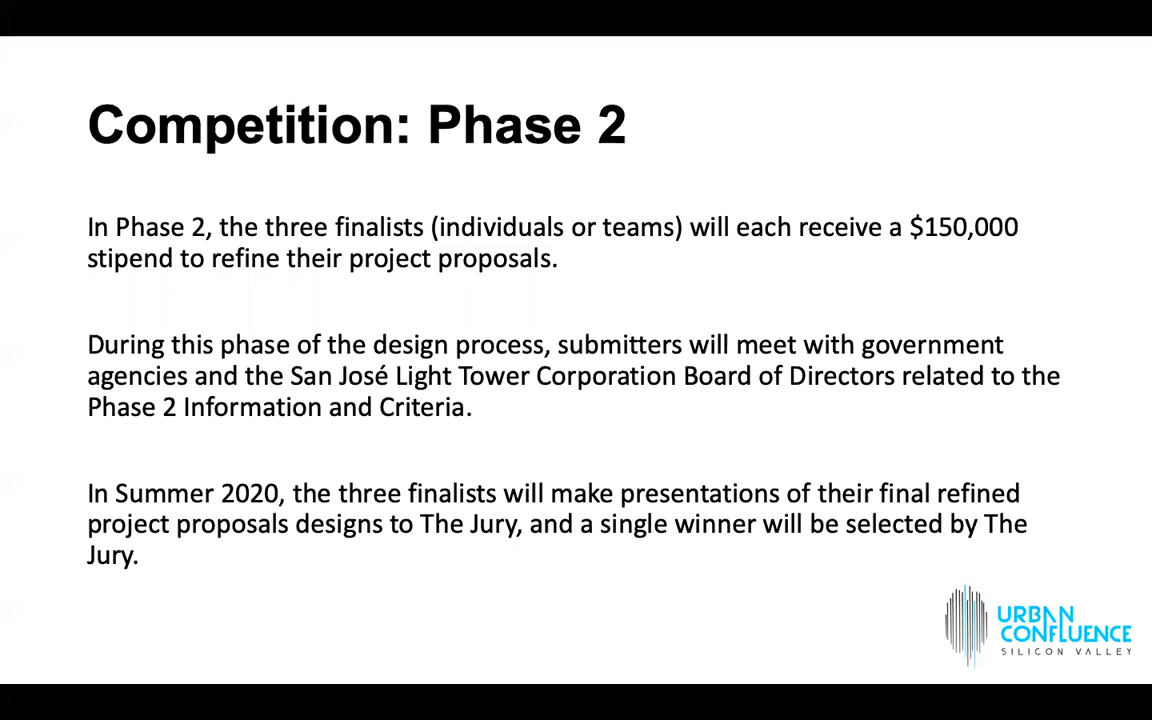 Competition: Phase 2
In Phase 2, the three finalists (individuals or teams) will each receive a $150,000
stipend to refine their project proposals.
During this phase of the design process, submitters will meet with government
agencies and the San José Light Tower Corporation Board of Directors related to the
Phase 2 Information and Criteria.
In Summer 2020, the three finalists will make presentations of their final refined
project proposals designs to The Jury, and a single winner will be selected by The
Jury.
URBAN
CONFLUENCE
SILICON VALLEY